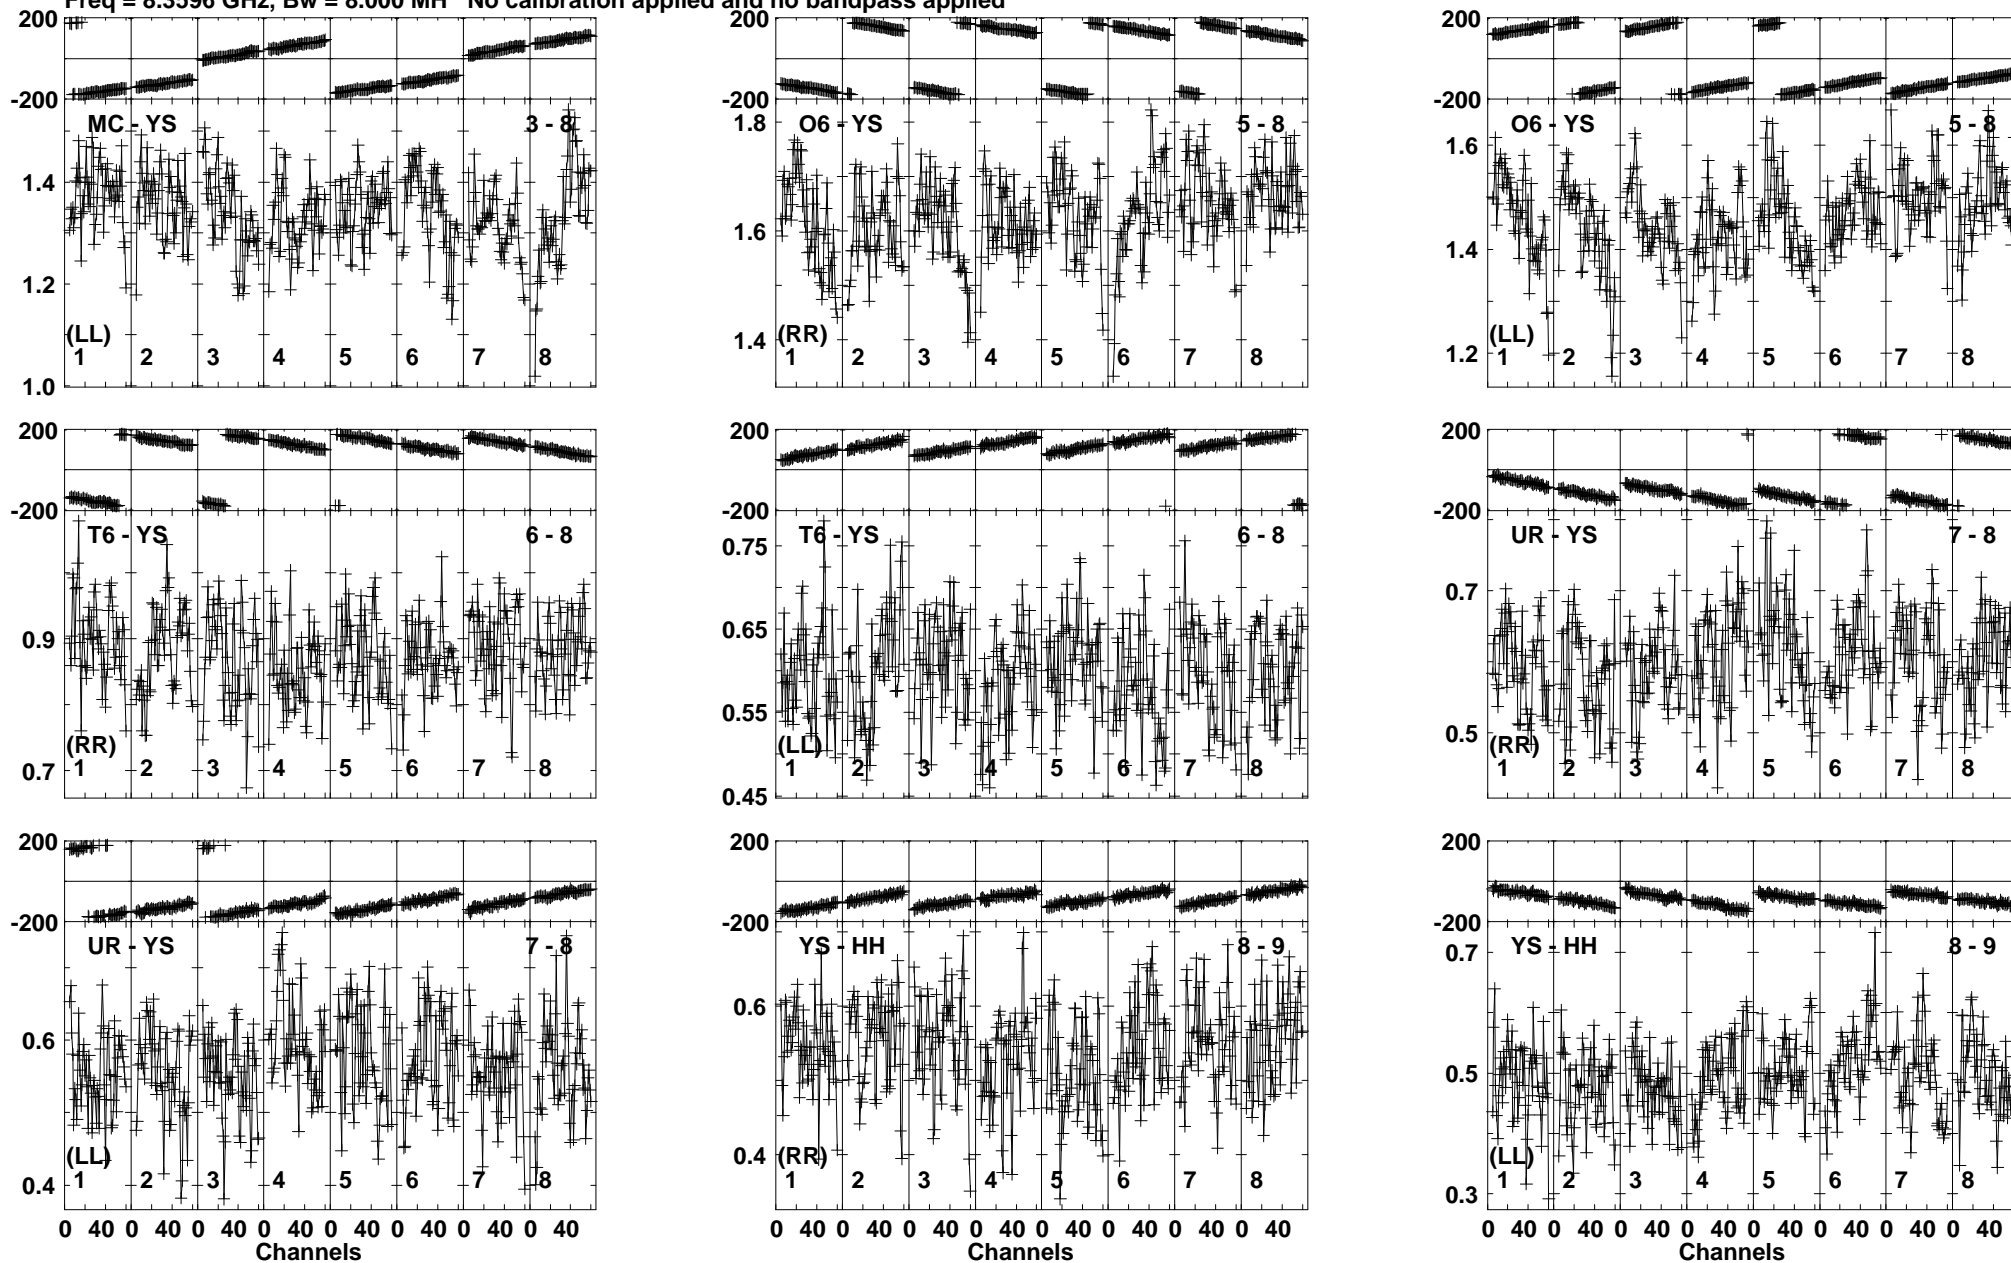 Freq = 8.3596 GHz, Bw = 8.000 MH No calibration applied and no bandpass applied
200 200 200
-200 -200 -200
MC - YS 3 - 8 O6 - YS 5 - 8 O6 - YS 5 - 8
1.8
1.6
1.4
1.6
1.4
1.2
1.4
1.2
1.0
(LL) (RR) (LL)
1 2 3 4 5 6 7 8 1 2 3 4 5 6 7 8 1 2 3 4 5 6 7 8
200 200 200
-200 -200 -200
T6 - YS 6 - 8 T6 - YS 6 - 8 UR - YS 7 - 8
0.9
0.7
0.75
0.65
0.55
0.45
0.7
0.5
(RR) (LL) (RR)
1 2 3 4 5 6 7 8 1 2 3 4 5 6 7 8 1 2 3 4 5 6 7 8
200 200 200
-200 -200 -200
UR - YS 7 - 8 YS - HH 8 - 9 YS - HH 8 - 9
0.6
0.4
0.6
0.4
0.7
0.5
0.3
(LL) (RR) (LL)
1 2 3 4 5 6 7 8 1 2 3 4 5 6 7 8 1 2 3 4 5 6 7 8
0 40 0 40 0 40 0 40 0 40 0 40 0 40 0 40 0 40 0 40 0 40 0 40 0 40 0 40 0 40 0 40 0 40 0 40 0 40 0 40 0 40 0 40 0 40 0 40
Channels Channels Channels